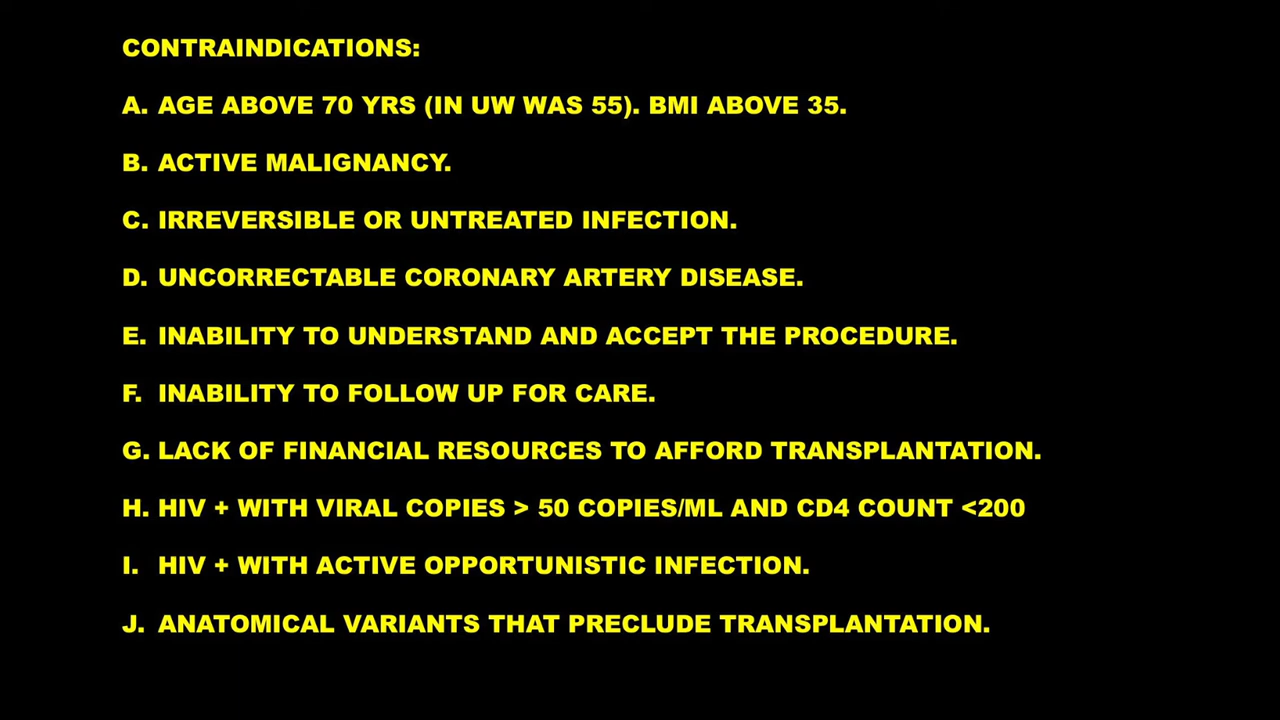 CONTRAINDICATIONS:
A. AGE ABOVE 70 YRS (IN UW WAS 55). BMI ABOVE 35.
B. ACTIVE MALIGNANCY.
C. IRREVERSIBLE OR UNTREATED INFECTION.
D. UNCORRECTABLE CORONARY ARTERY DISEASE.
E. INABILITY TO UNDERSTAND AND ACCEPT THE PROCEDURE.
F. INABILITY TO FOLLOW UP FOR CARE.
G. LACK OF FINANCIAL RESOURCES TO AFFORD TRANSPLANTATION.
H. HIV + WITH VIRAL COPIES > 50 COPIES/ML AND CD4 COUNT <200
I. HIV + WITH ACTIVE OPPORTUNISTIC INFECTION.
J. ANATOMICAL VARIANTS THAT PRECLUDE TRANSPLANTATION.